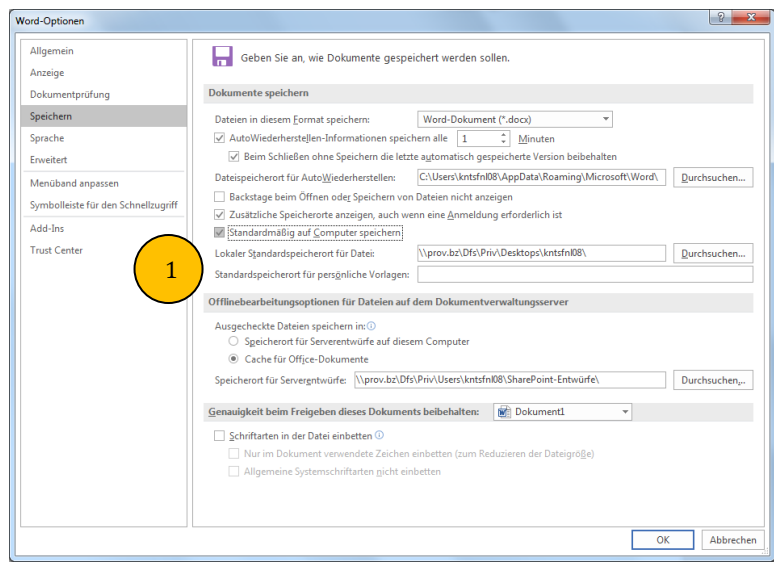 Word-Optionen
Allgemein
Anzeige
Dokumentprüfung
Speichern
Sprache
Erweitert
Menüband anpassen
Symbolleiste für den Schnellzugriff
Add-Ins
Trust Center
1
Geben Sie an, wie Dokumente gespeichert werden sollen.
Dokumente speichern
Dateien in diesem Format speichern: Word-Dokument (*.docx)
AutoWiederherstellen-Informationen speichern alle 1 Minuten
Beim Schließen ohne Speichern die letzte automatisch gespeicherte Version beibehalten
Dateispeicherort für AutoWiederherstellen: C:\Users\kntsfnl08\AppData\Roaming\Microsoft\Word\ Durchsuchen...
Backstage beim Öffnen oder Speichern von Dateien nicht anzeigen
Zusätzliche Speicherorte anzeigen, auch wenn eine Anmeldung erforderlich ist
Standardmäßig auf Computer speichern
Lokaler Standardspeicherort für Datei: \\prov.bz\Dfs\Priv\Desktops\kntsfnl08\ Durchsuchen...
Standardspeicherort für persönliche Vorlagen:
Offlinebearbeitungsoptionen für Dateien auf dem Dokumentverwaltungsserver
Ausgecheckte Dateien speichern in:
Speicherort für Serverentwürfe auf diesem Computer
Cache für Office-Dokumente
Speicherort für Serverentwürfe: \\prov.bz\Dfs\Priv\Users\kntsfnl08\SharePoint-Entwürfe\ Durchsuchen...
Genauigkeit beim Freigeben dieses Dokuments beibehalten: Dokument1
Schriftarten in der Datei einbetten
Nur im Dokument verwendete Zeichen einbetten (zum Reduzieren der Dateigröße)
Allgemeine Systemschriftarten nicht einbetten
OK Abbrechen